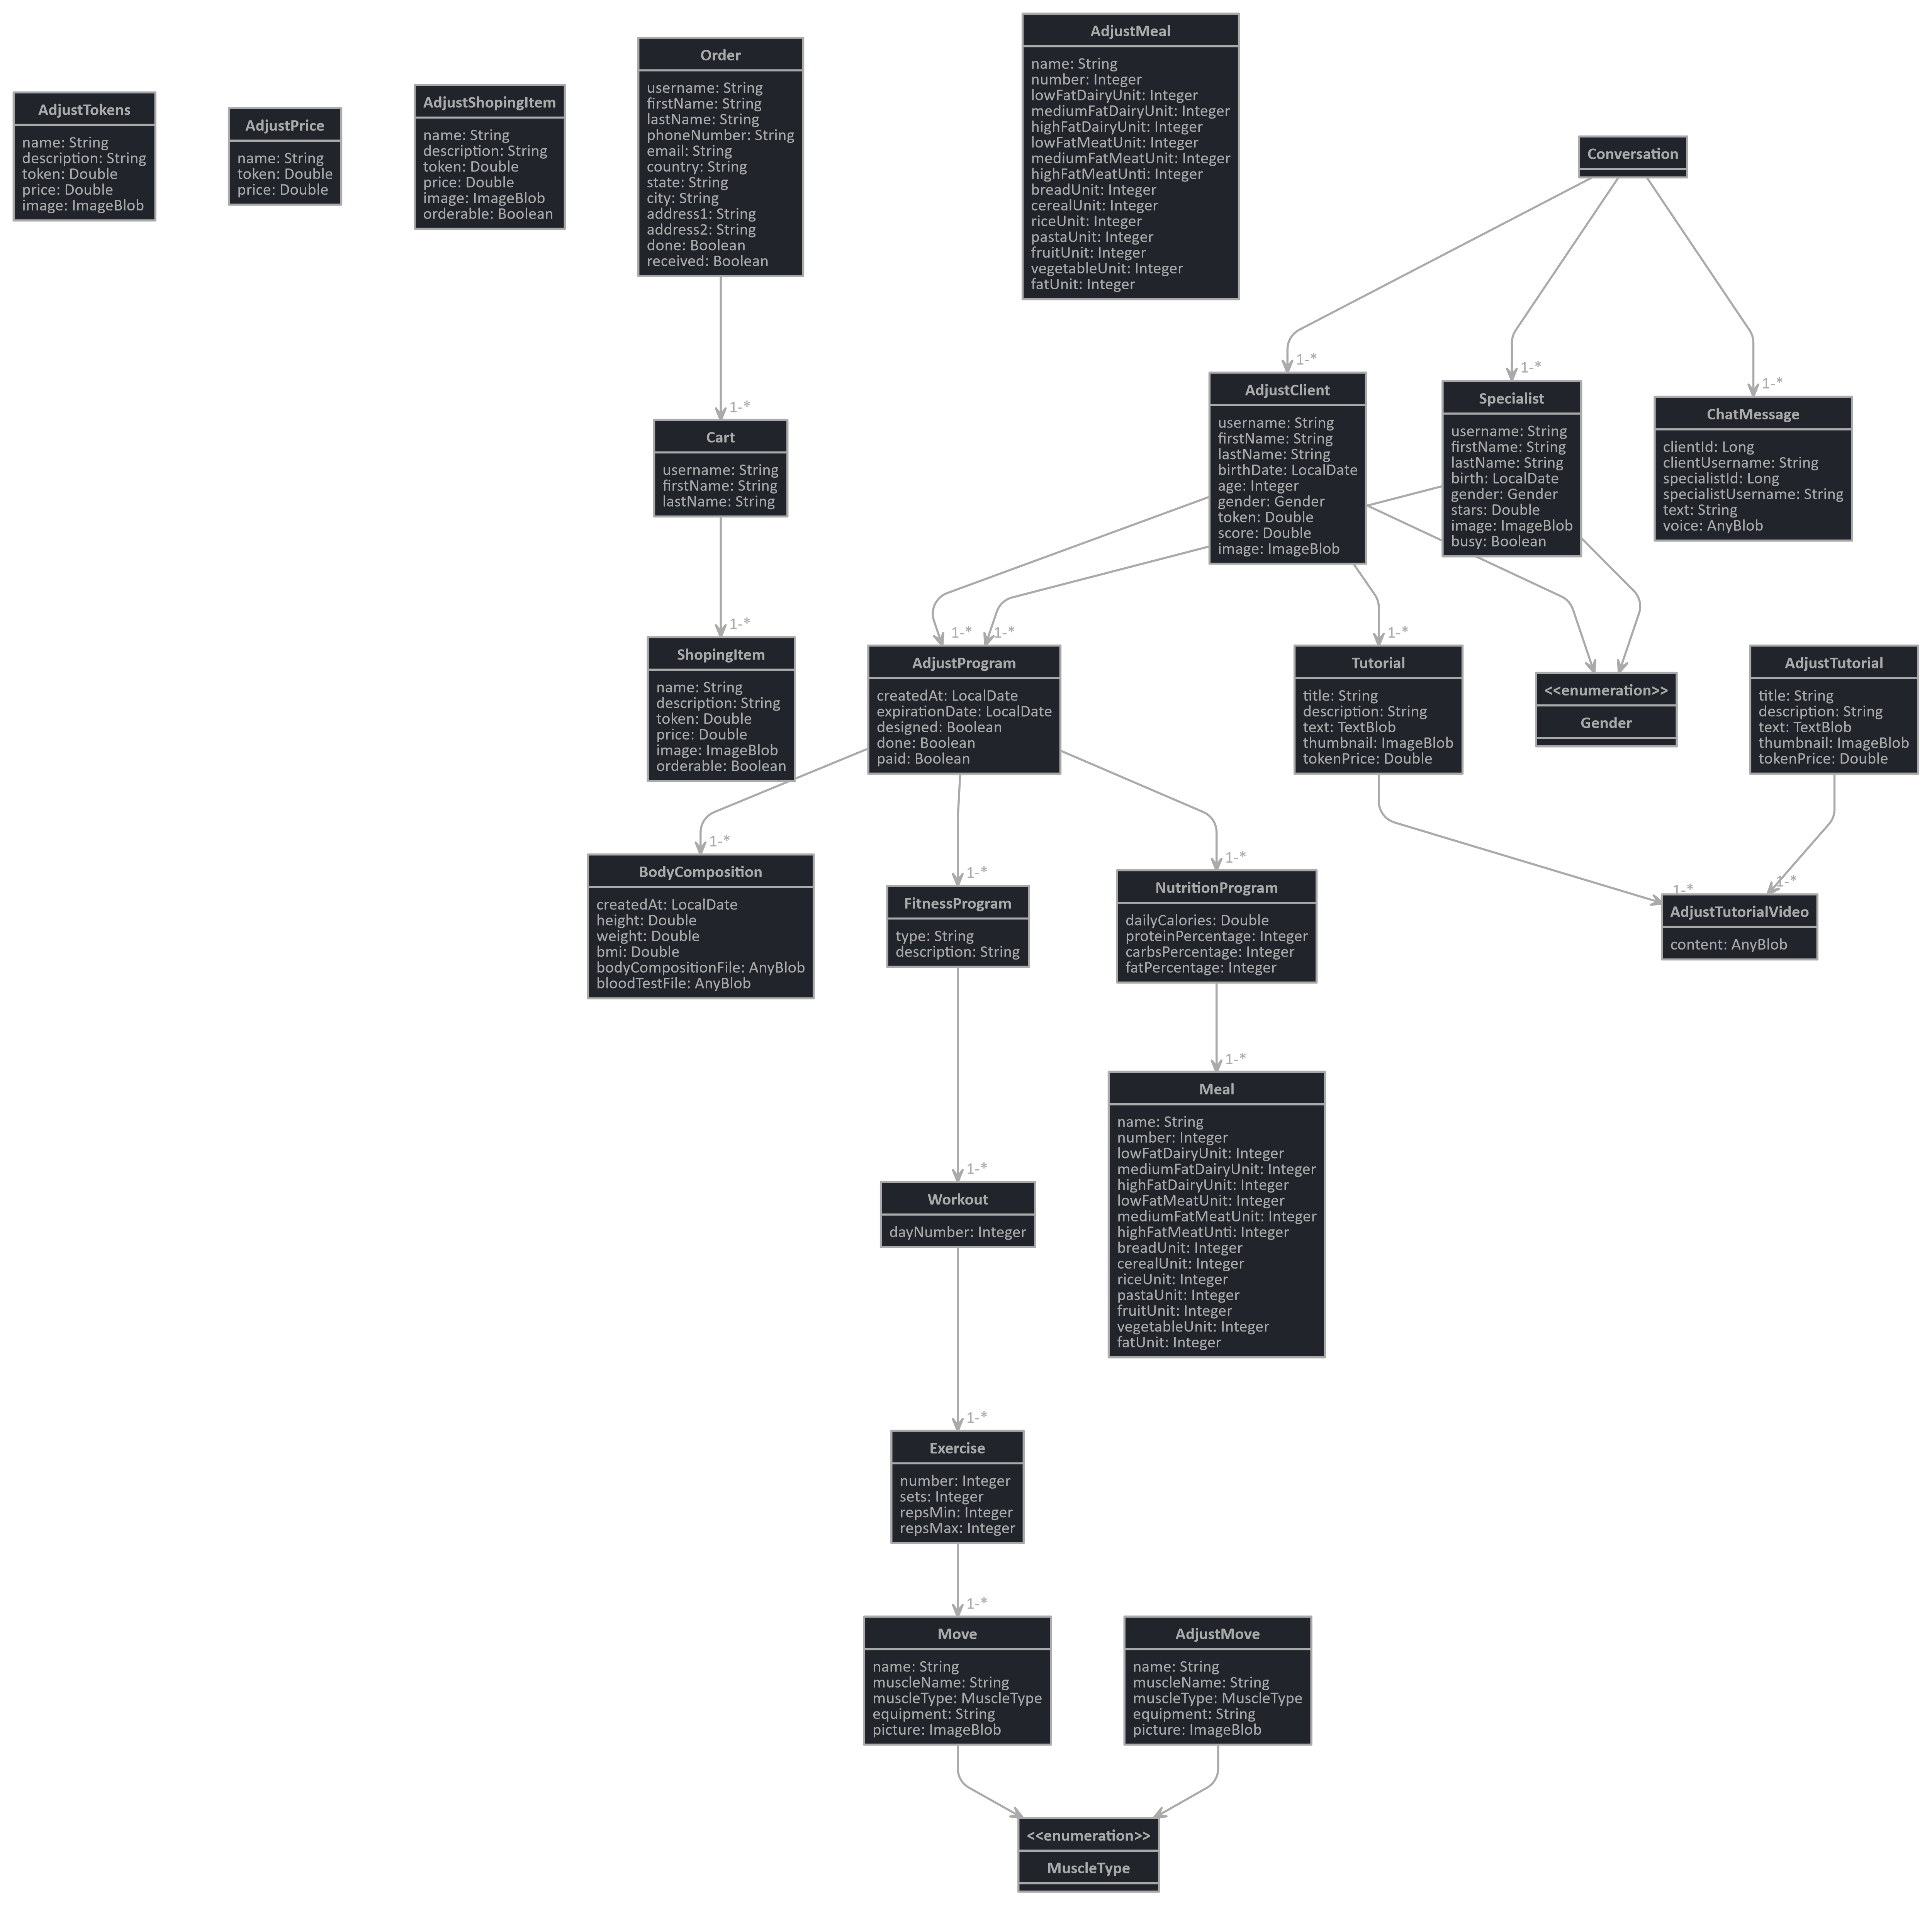 AdjustTokens
name: String
description: String
token: Double
price: Double
image: ImageBlob
AdjustPrice
name: String
token: Double
price: Double
AdjustShopingItem
name: String
description: String
token: Double
price: Double
image: ImageBlob
orderable: Boolean
Order
username: String
firstName: String
lastName: String
phoneNumber: String
email: String
country: String
state: String
city: String
address1: String
address2: String
done: Boolean
received: Boolean
AdjustMeal
name: String
number: Integer
lowFatDairyUnit: Integer
mediumFatDairyUnit: Integer
highFatDairyUnit: Integer
lowFatMeatUnit: Integer
mediumFatMeatUnit: Integer
highFatMeatUnti: Integer
breadUnit: Integer
cerealUnit: Integer
riceUnit: Integer
pastaUnit: Integer
fruitUnit: Integer
vegetableUnit: Integer
fatUnit: Integer
Conversation
1-*
1-*
1-*
1-*
Cart
username: String
firstName: String
lastName: String
AdjustClient
username: String
firstName: String
lastName: String
birthDate: LocalDate
age: Integer
gender: Gender
token: Double
score: Double
image: ImageBlob
Specialist
username: String
firstName: String
lastName: String
birth: LocalDate
gender: Gender
stars: Double
image: ImageBlob
busy: Boolean
ChatMessage
clientId: Long
clientUsername: String
specialistId: Long
specialistUsername: String
text: String
voice: AnyBlob
1-*
1-*
1-*
1-*
ShopingItem
name: String
description: String
token: Double
price: Double
image: ImageBlob
orderable: Boolean
AdjustProgram
createdAt: LocalDate
expirationDate: LocalDate
designed: Boolean
done: Boolean
paid: Boolean
Tutorial
title: String
description: String
text: TextBlob
thumbnail: ImageBlob
tokenPrice: Double
<<enumeration>>
Gender
AdjustTutorial
title: String
description: String
text: TextBlob
thumbnail: ImageBlob
tokenPrice: Double
1-*
1-*
1-*
1-*
1-*
BodyComposition
createdAt: LocalDate
height: Double
weight: Double
bmi: Double
bodyCompositionFile: AnyBlob
bloodTestFile: AnyBlob
FitnessProgram
type: String
description: String
NutritionProgram
dailyCalories: Double
proteinPercentage: Integer
carbsPercentage: Integer
fatPercentage: Integer
AdjustTutorialVideo
content: AnyBlob
1-*
Meal
name: String
number: Integer
lowFatDairyUnit: Integer
mediumFatDairyUnit: Integer
highFatDairyUnit: Integer
lowFatMeatUnit: Integer
mediumFatMeatUnit: Integer
highFatMeatUnti: Integer
breadUnit: Integer
cerealUnit: Integer
riceUnit: Integer
pastaUnit: Integer
fruitUnit: Integer
vegetableUnit: Integer
fatUnit: Integer
1-*
Workout
dayNumber: Integer
1-*
Exercise
number: Integer
sets: Integer
repsMin: Integer
repsMax: Integer
1-*
Move
name: String
muscleName: String
muscleType: MuscleType
equipment: String
picture: ImageBlob
AdjustMove
name: String
muscleName: String
muscleType: MuscleType
equipment: String
picture: ImageBlob
<<enumeration>>
MuscleType